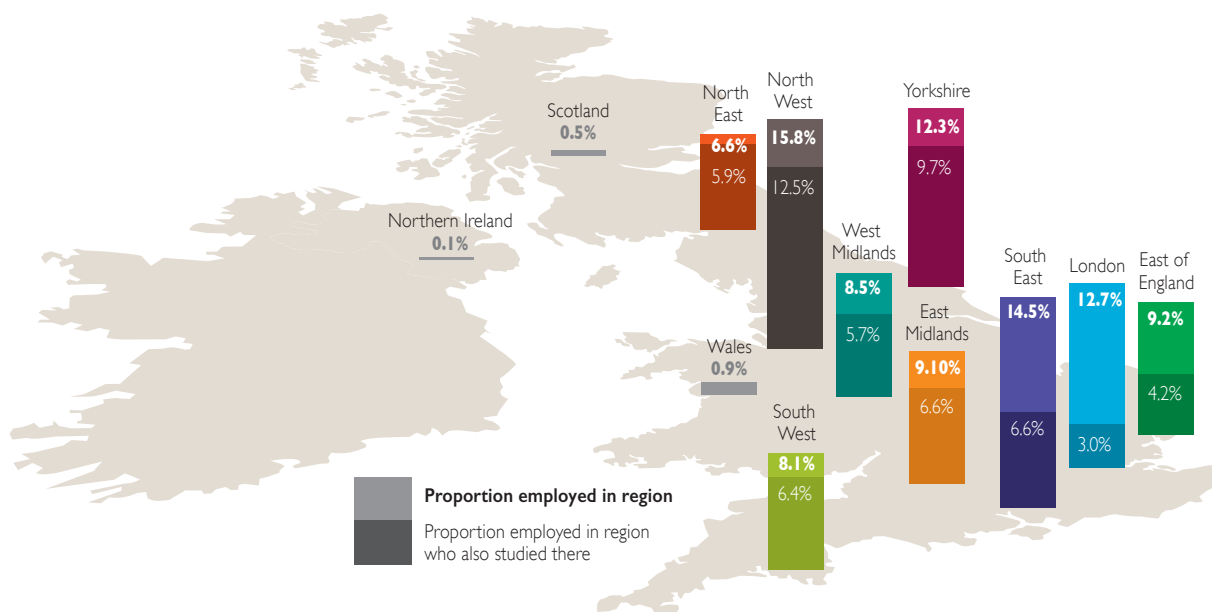 Scotland
0.5%
Northern Ireland
0.1%
North
East
6.6%
5.9%
North
West
15.8%
12.5%
Yorkshire
12.3%
9.7%
West
Midlands
8.5%
5.7%
East
Midlands
9.10%
6.6%
South
East
14.5%
6.6%
London
12.7%
3.0%
East of
England
9.2%
4.2%
Wales
0.9%
South
West
8.1%
6.4%
Proportion employed in region
Proportion employed in region
who also studied there